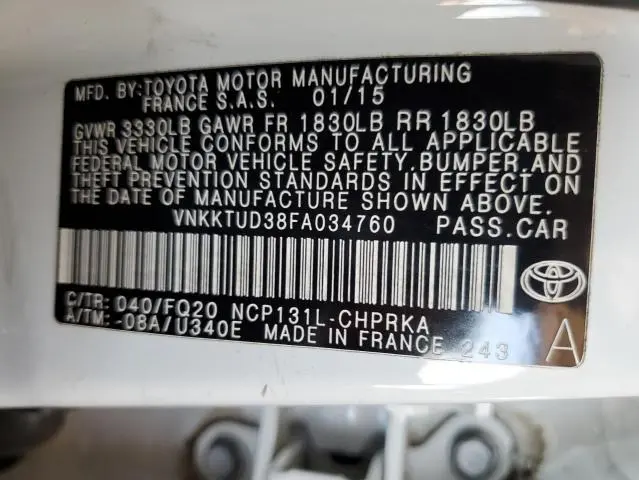 MFD. BY:TOYOTA MOTOR MANUFACTURING
FRANCE S.A.S. 01/15
GVWR 3330LB GAWR FR 1830LB RR 1830LB
THIS VEHICLE CONFORMS TO ALL APPLICABLE
FEDERAL MOTOR VEHICLE SAFETY,BUMPER,AND
THEFT PREVENTION STANDARDS IN EFFECT ON
THE DATE OF MANUFACTURE SHOWN ABOVE.
VNKKTUD38FA034760 PASS.CAR
C/TR: 040/FQ20 NCP131L-CHPRKA
A/TM: -08A/U340E MADE IN FRANCE 243
A